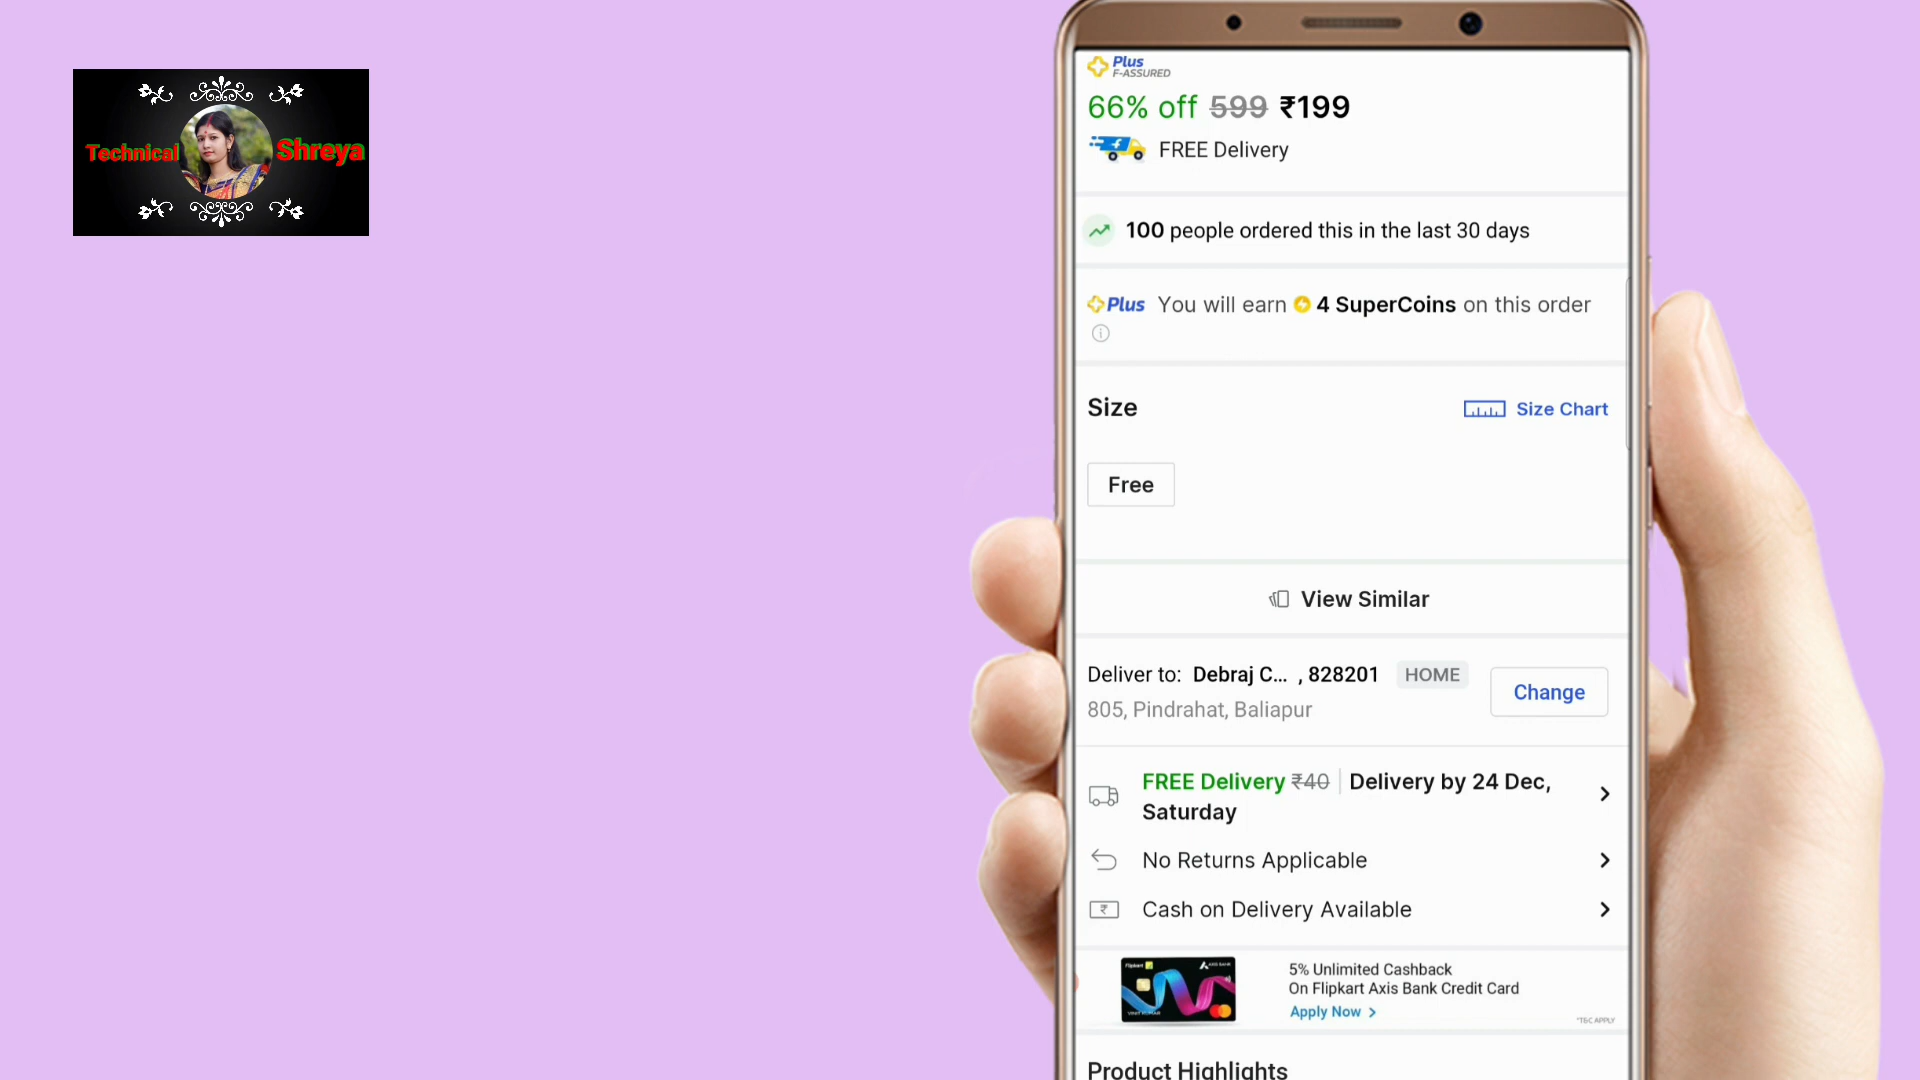 Technical Shreya
Plus
F-ASSURED
66% off 599 ₹199
FREE Delivery
100 people ordered this in the last 30 days
Plus You will earn 4 SuperCoins on this order
Size
Size Chart
Free
View Similar
Deliver to: Debraj C... , 828201 HOME
805, Pindrahat, Baliapur
Change
FREE Delivery ₹40 Delivery by 24 Dec,
Saturday
No Returns Applicable
Cash on Delivery Available
Flipkart AXIS BANK
5% Unlimited Cashback
On Flipkart Axis Bank Credit Card
Apply Now
*T&C APPLY
Product Highlights